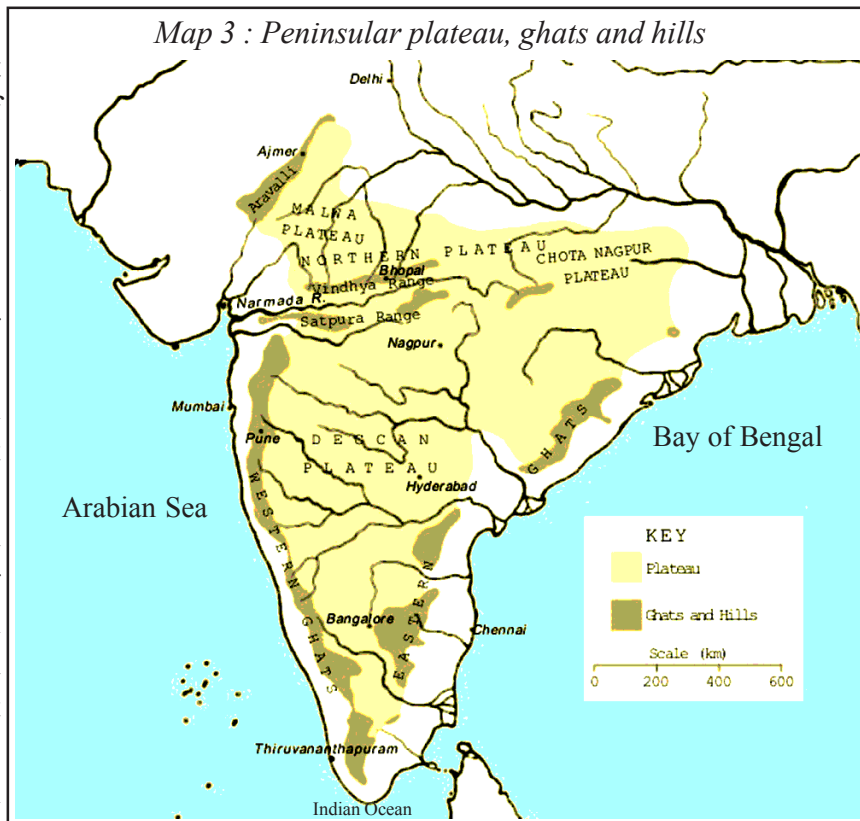 Map 3 : Peninsular plateau, ghats and hills
Delhi
Ajmer
Aravalli
MALWA
PLATEAU
NORTHERN PLATEAU
CHOTA NAGPUR
PLATEAU
Bhopal
Vindhya Range
Narmada R.
Satpura Range
Nagpur
Mumbai
Pune
DECCAN
PLATEAU
Hyderabad
GHATS
Bay of Bengal
Arabian Sea
WESTERN GHATS
EASTERN
Bangalore
Chennai
Thiruvananthapuram
Indian Ocean
KEY
Plateau
Ghats and Hills
Scale (km)
0 200 400 600